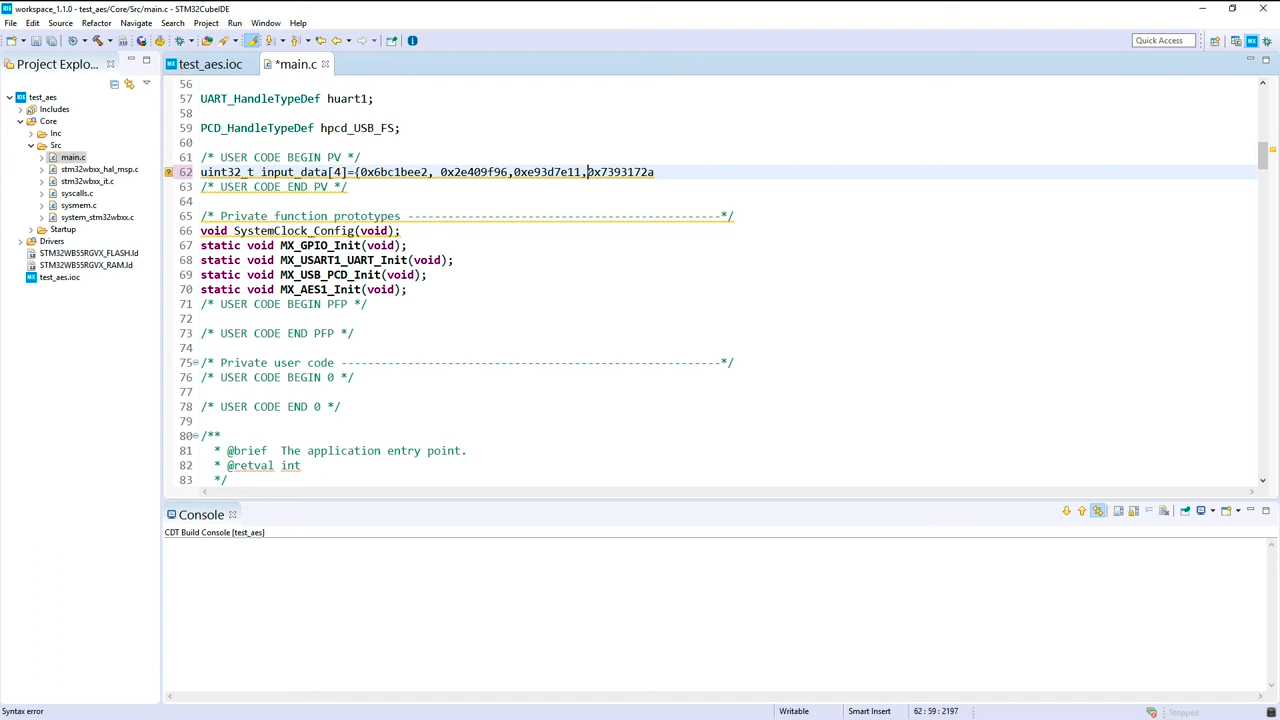 workspace_1.1.0 - test_aes/Core/Src/main.c - STM32CubeIDE
File Edit Source Refactor Navigate Search Project Run Window Help
Quick Access
Project Explo...
test_aes.ioc
*main.c
test_aes
Includes
Core
Inc
Src
main.c
stm32wbxx_hal_msp.c
stm32wbxx_it.c
syscalls.c
sysmem.c
system_stm32wbxx.c
Startup
Drivers
STM32WB55RGVX_FLASH.ld
STM32WB55RGVX_RAM.ld
test_aes.ioc
56
57 UART_HandleTypeDef huart1;
58
59 PCD_HandleTypeDef hpcd_USB_FS;
60
61 /* USER CODE BEGIN PV */
62 uint32_t input_data[4]={0x6bc1bee2, 0x2e409f96,0xe93d7e11,0x7393172a
63 /* USER CODE END PV */
64
65 /* Private function prototypes -----------------------------------------------*/
66 void SystemClock_Config(void);
67 static void MX_GPIO_Init(void);
68 static void MX_USART1_UART_Init(void);
69 static void MX_USB_PCD_Init(void);
70 static void MX_AES1_Init(void);
71 /* USER CODE BEGIN PFP */
72
73 /* USER CODE END PFP */
74
75 /* Private user code ---------------------------------------------------------*/
76 /* USER CODE BEGIN 0 */
77
78 /* USER CODE END 0 */
79
80 /**
81 * @brief  The application entry point.
82 * @retval int
83 */
Console
CDT Build Console [test_aes]
Syntax error
Writable
Smart Insert
62 : 59 : 2197
Stopped